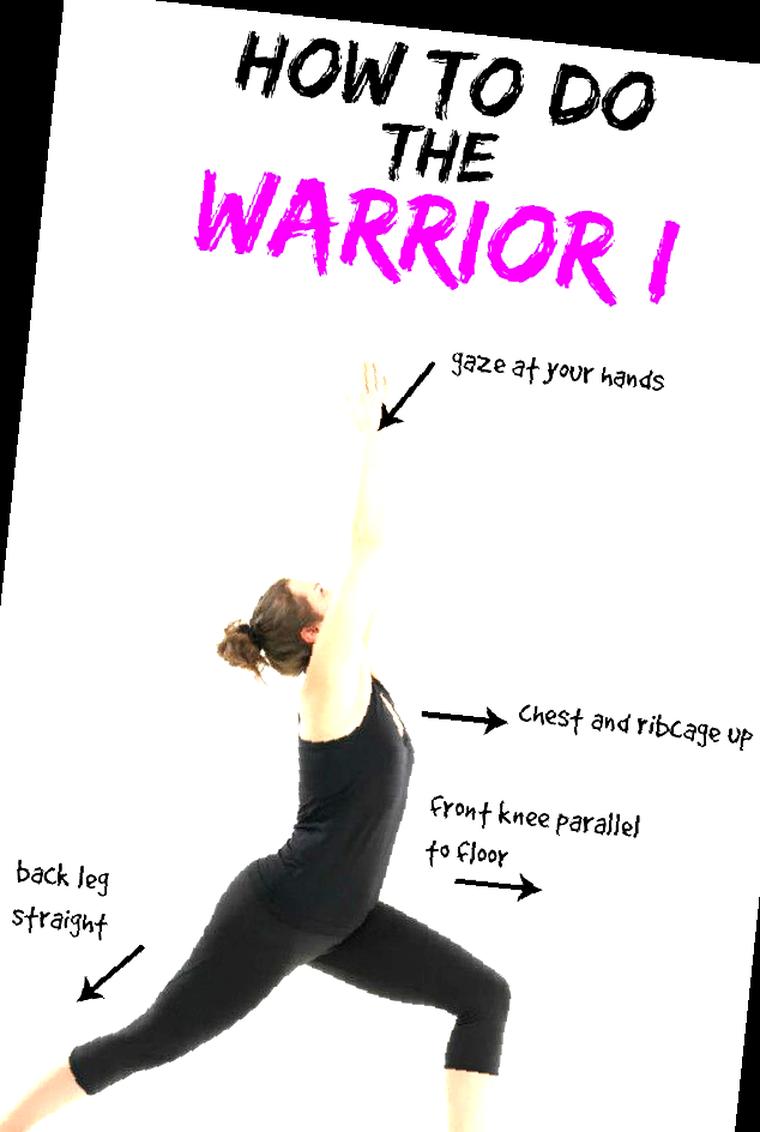 HOW TO DO
THE
WARRIOR I
gaze at your hands
Chest and ribcage up
front knee parallel
to floor
back leg
straight